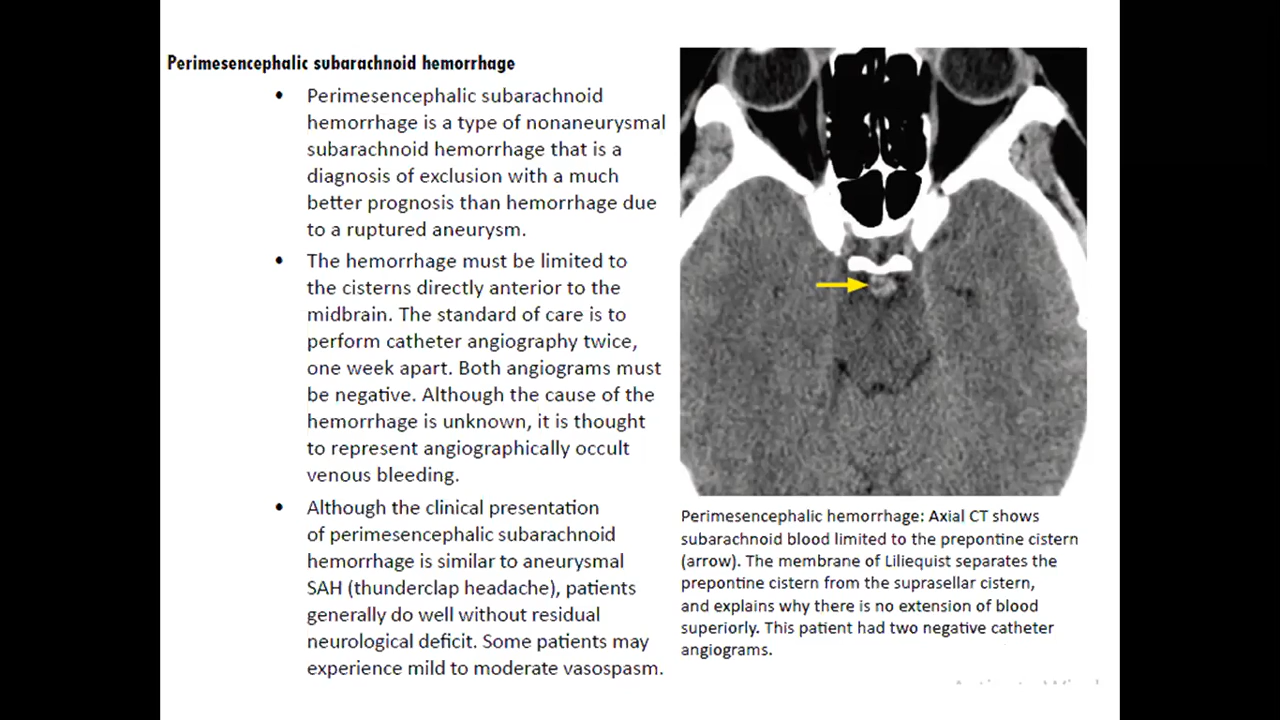 Perimesencephalic subarachnoid hemorrhage
• Perimesencephalic subarachnoid
hemorrhage is a type of nonaneurysmal
subarachnoid hemorrhage that is a
diagnosis of exclusion with a much
better prognosis than hemorrhage due
to a ruptured aneurysm.
• The hemorrhage must be limited to
the cisterns directly anterior to the
midbrain. The standard of care is to
perform catheter angiography twice,
one week apart. Both angiograms must
be negative. Although the cause of the
hemorrhage is unknown, it is thought
to represent angiographically occult
venous bleeding.
• Although the clinical presentation
of perimesencephalic subarachnoid
hemorrhage is similar to aneurysmal
SAH (thunderclap headache), patients
generally do well without residual
neurological deficit. Some patients may
experience mild to moderate vasospasm.
Perimesencephalic hemorrhage: Axial CT shows
subarachnoid blood limited to the prepontine cistern
(arrow). The membrane of Liliequist separates the
prepontine cistern from the suprasellar cistern,
and explains why there is no extension of blood
superiorly. This patient had two negative catheter
angiograms.